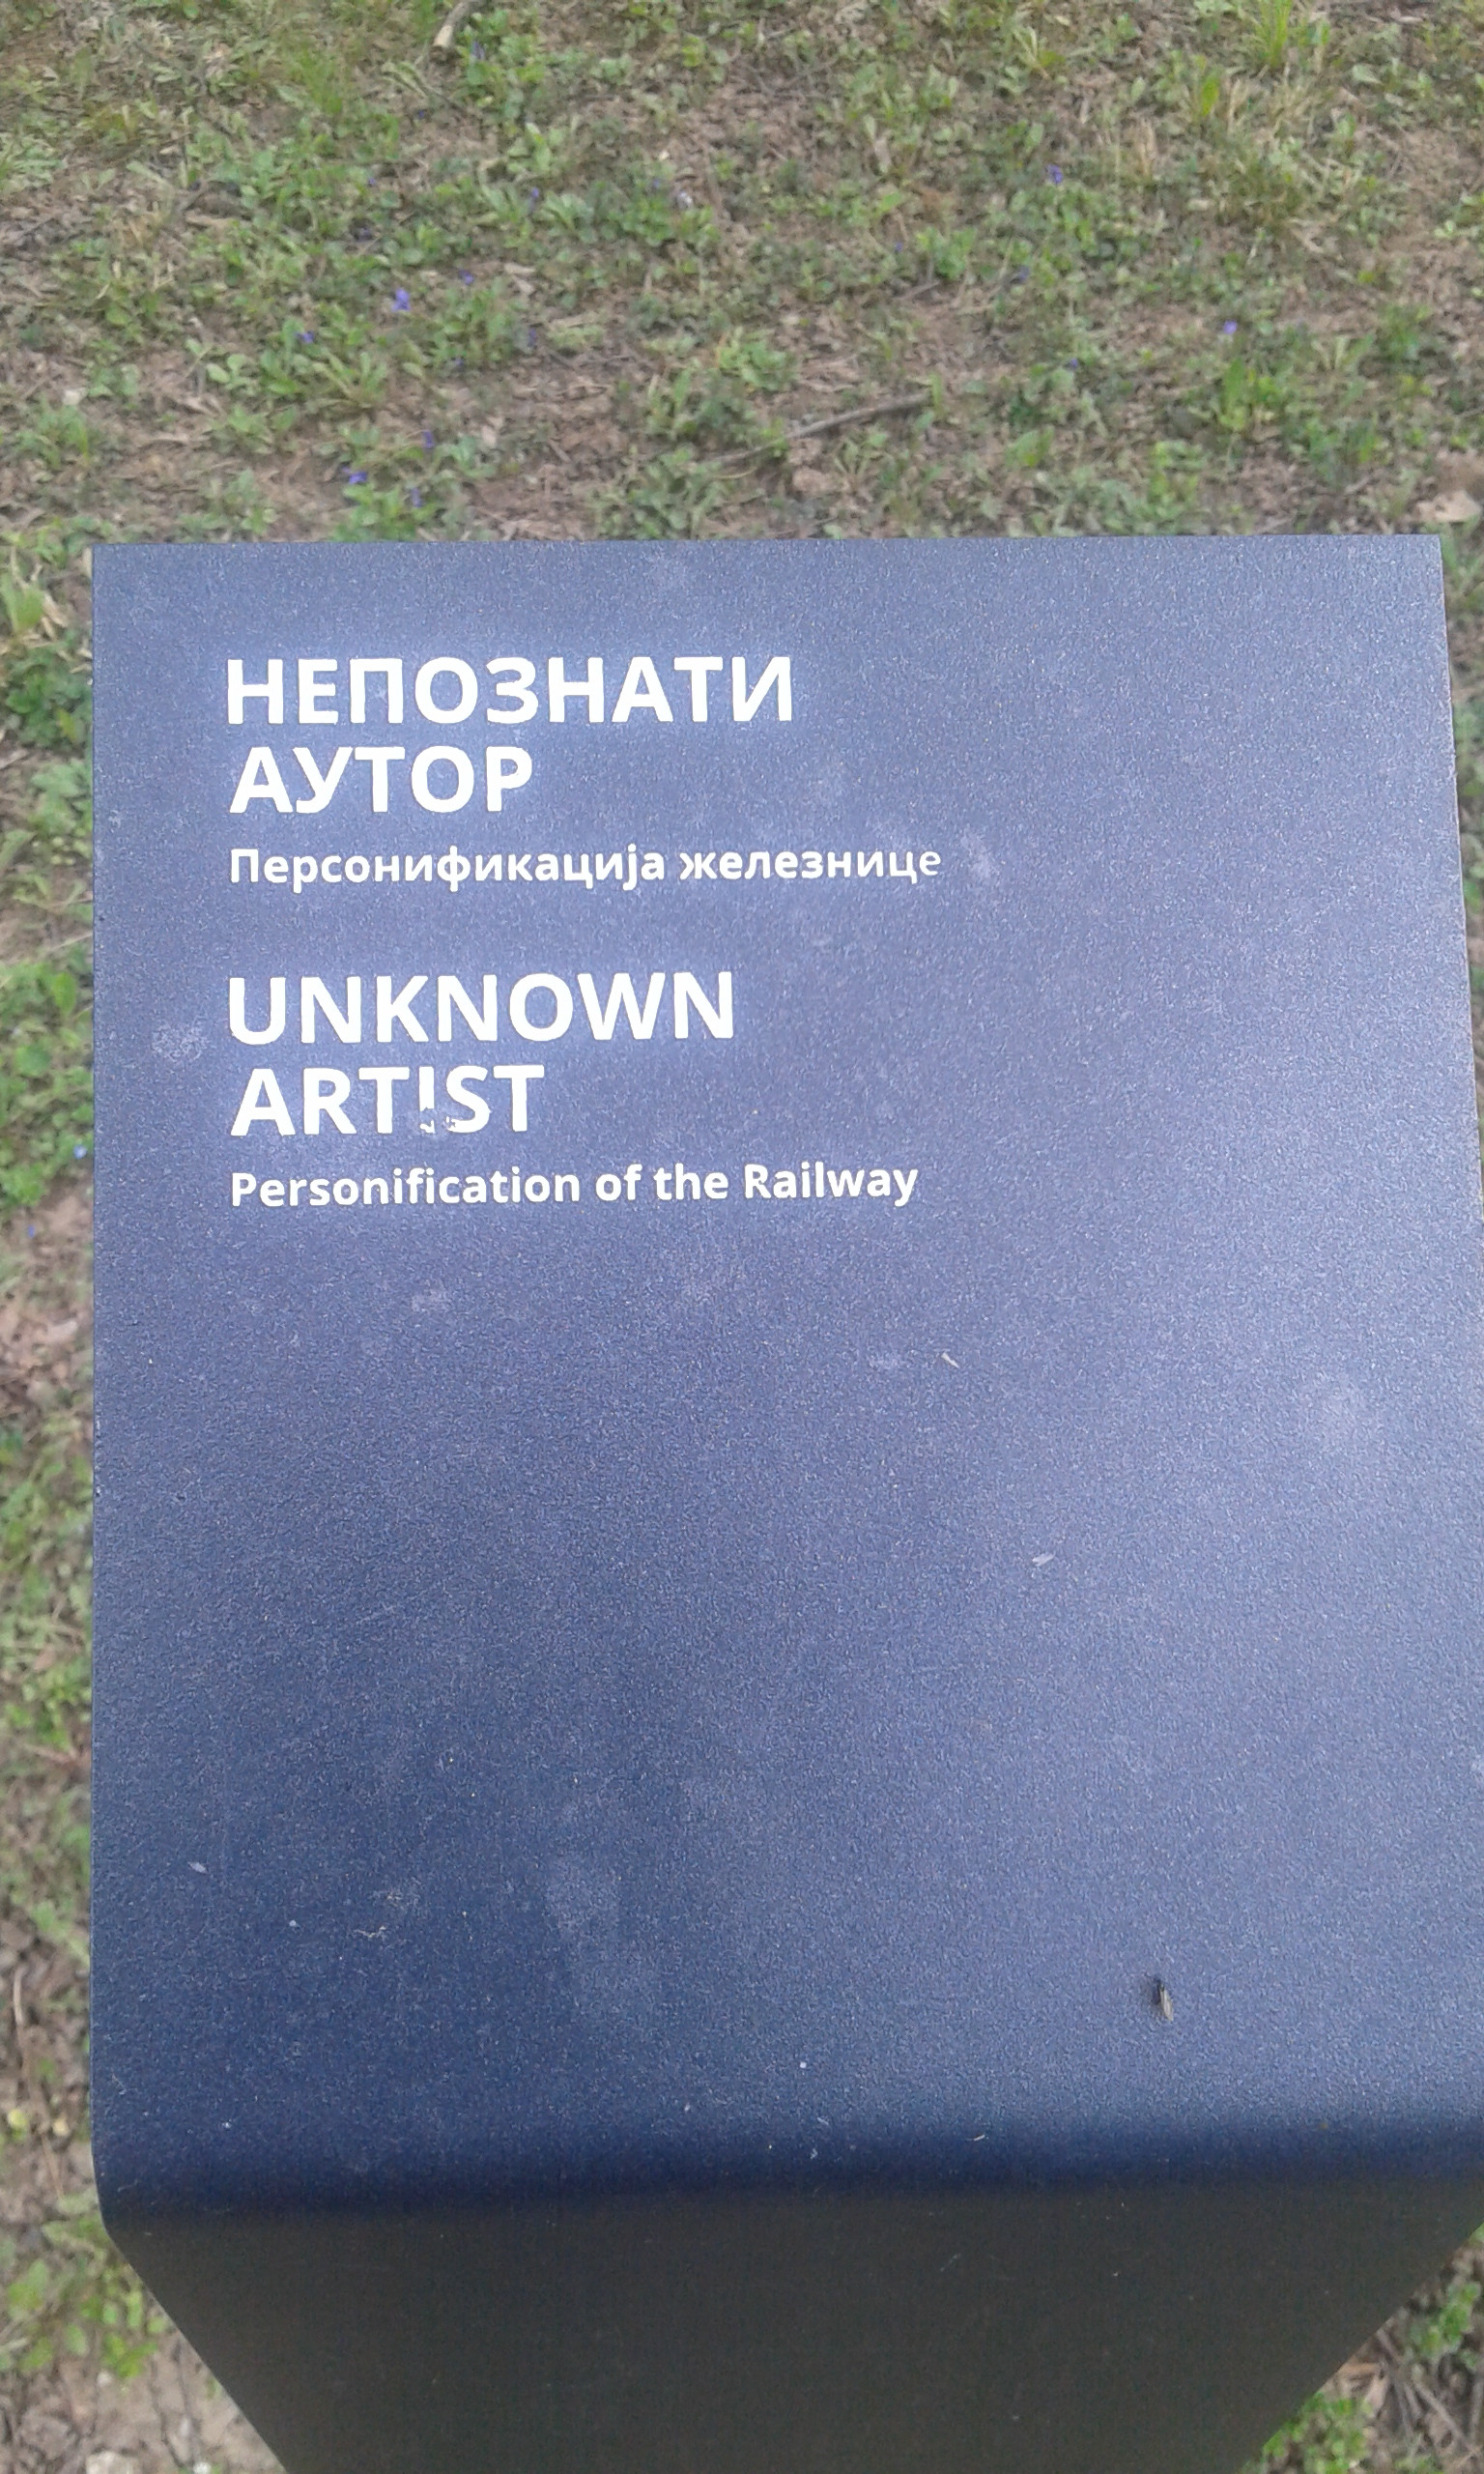 НЕПОЗНАТИ
АУТОР
Персонификација железнице
UNKNOWN
ARTIST
Personification of the Railway